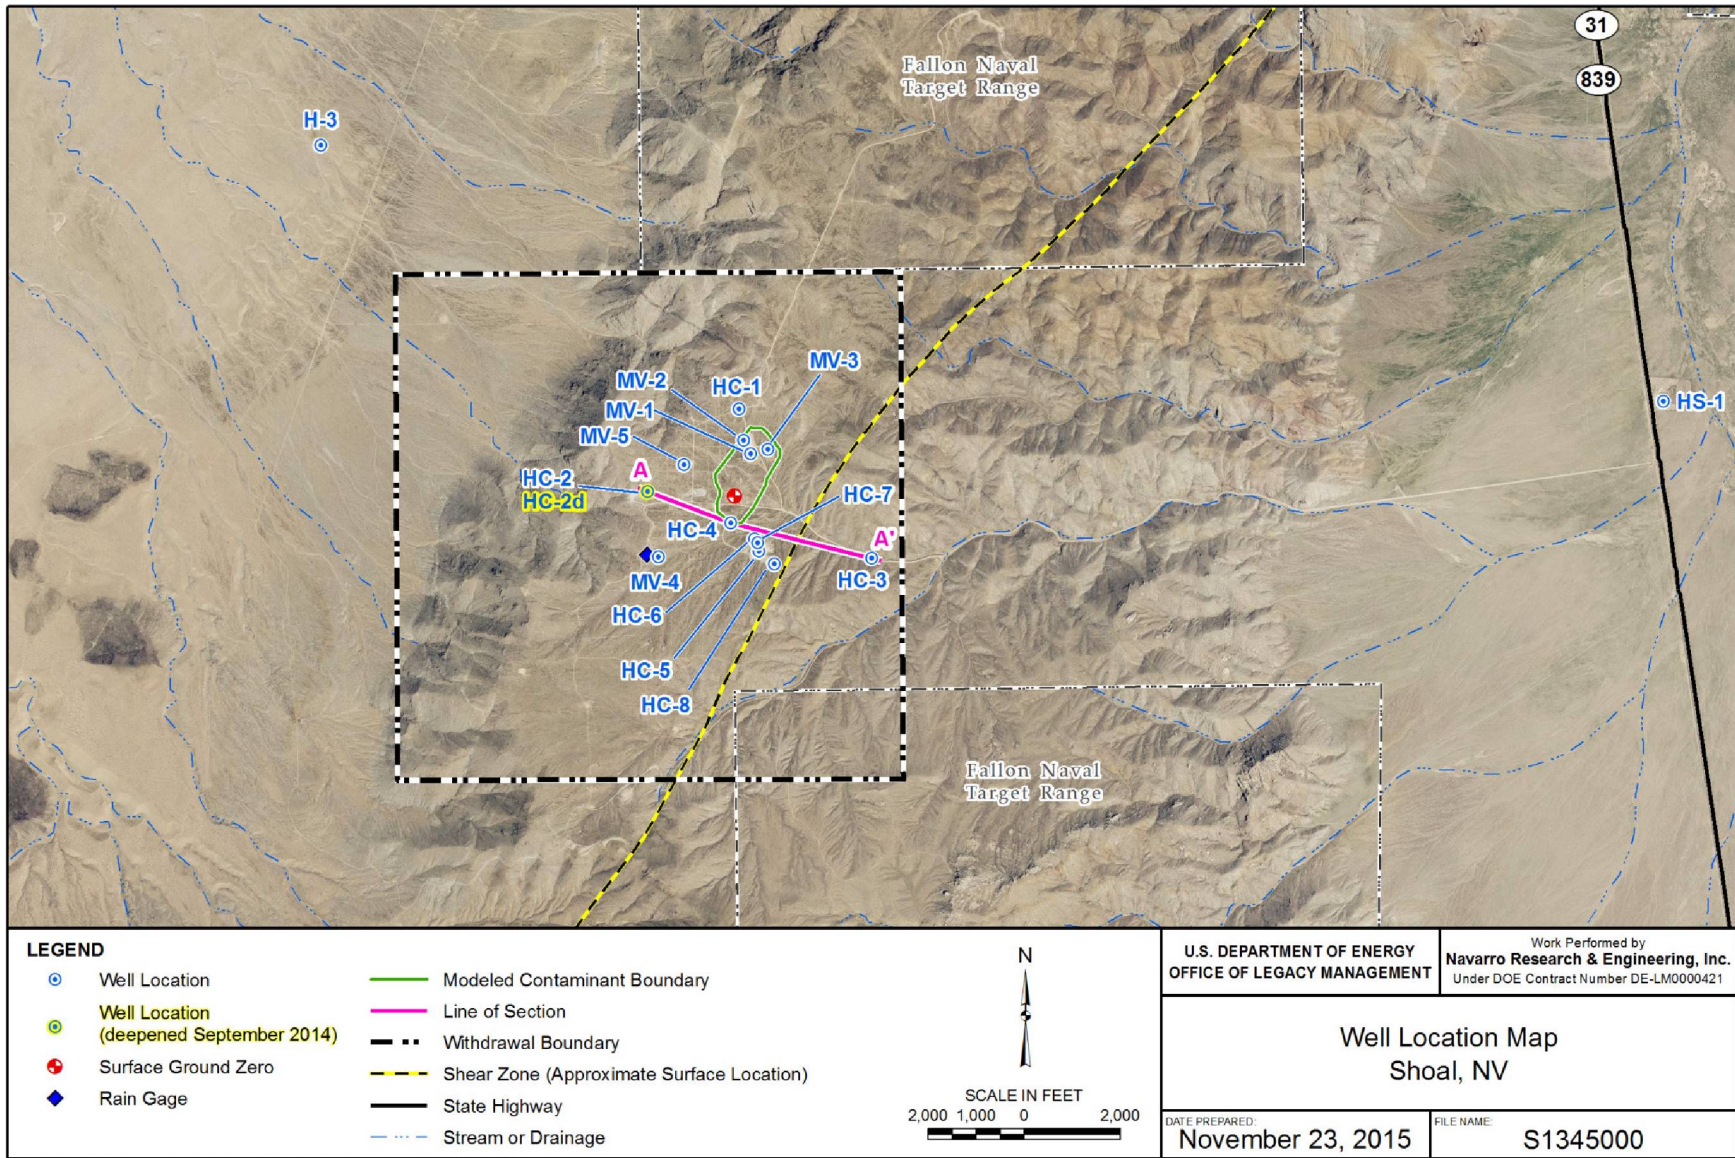 31
839
Fallon Naval
Target Range
H-3
MV-3
MV-2
HC-1
MV-1
HS-1
MV-5
A
HC-2
HC-2d
HC-7
HC-4
A'
MV-4
HC-3
HC-6
HC-5
HC-8
Fallon Naval
Target Range
LEGEND
Well Location
Well Location
(deepened September 2014)
Surface Ground Zero
Rain Gage
Modeled Contaminant Boundary
Line of Section
Withdrawal Boundary
Shear Zone (Approximate Surface Location)
State Highway
Stream or Drainage
N
SCALE IN FEET
2,000 1,000 0 2,000
U.S. DEPARTMENT OF ENERGY
OFFICE OF LEGACY MANAGEMENT
Work Performed by
Navarro Research & Engineering, Inc.
Under DOE Contract Number DE-LM0000421
Well Location Map
Shoal, NV
DATE PREPARED:
November 23, 2015
FILE NAME:
S1345000